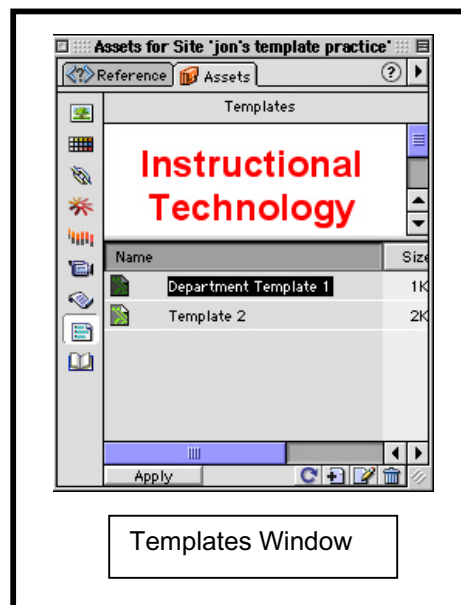 Assets for Site 'jon's template practice'
Reference Assets ?
Templates
Instructional
Technology
Name Size
Department Template 1 1K
Template 2 2K
Apply
Templates Window